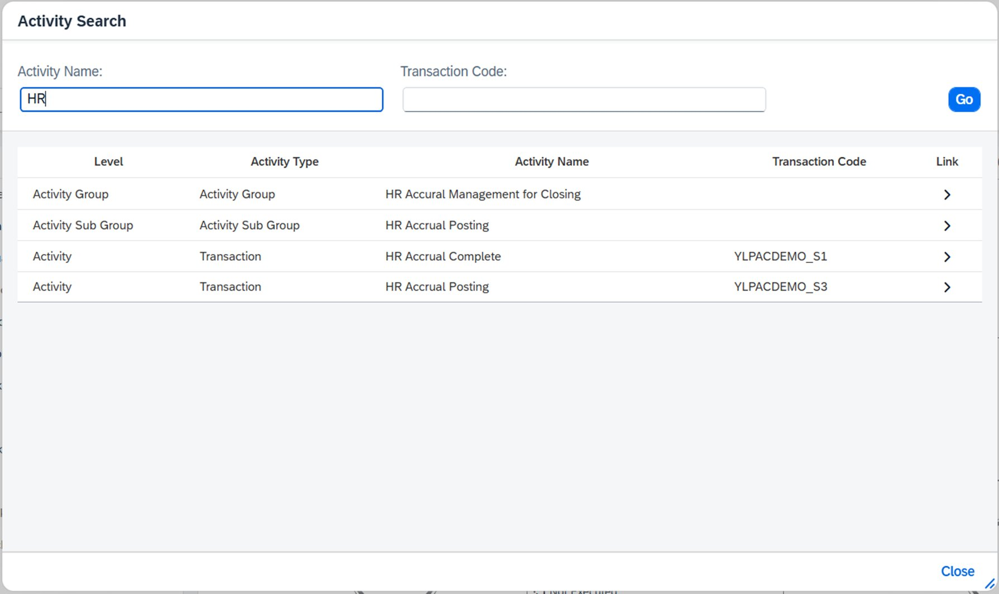 Activity Search
Activity Name: Transaction Code:
HR Go
Level Activity Type Activity Name Transaction Code Link
Activity Group Activity Group HR Accural Management for Closing
Activity Sub Group Activity Sub Group HR Accrual Posting
Activity Transaction HR Accrual Complete YLPACDEMO_S1
Activity Transaction HR Accrual Posting YLPACDEMO_S3
Close
Not Executed